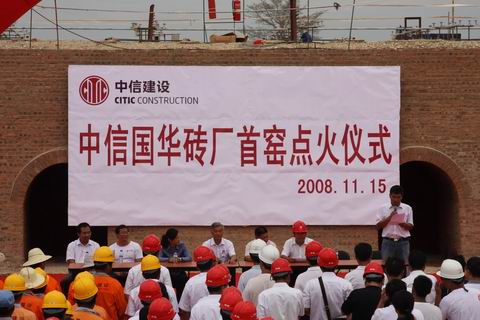 CITIC
中信建设
CITIC CONSTRUCTION
中信国华砖厂首窑点火仪式
2008.11.15